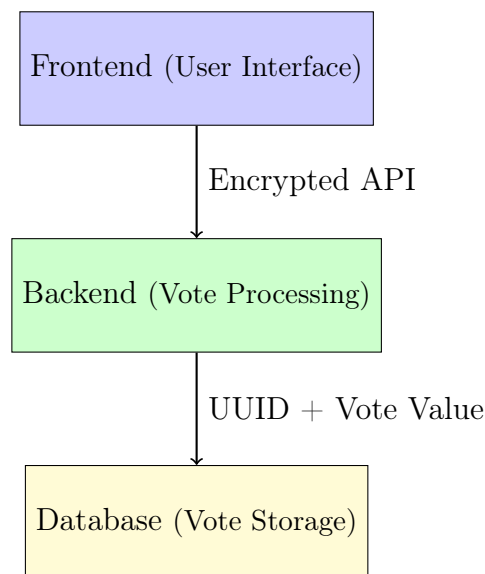 Frontend (User Interface)
Encrypted API
Backend (Vote Processing)
UUID + Vote Value
Database (Vote Storage)